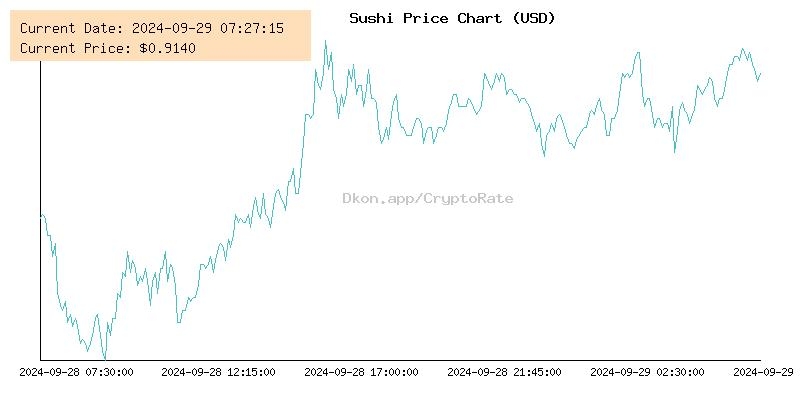 Sushi Price Chart (USD)
Current Date: 2024-09-29 07:27:15
Current Price: $0.9140
Dkon.app/CryptoRate
2024-09-28 07:30:00 2024-09-28 12:15:00 2024-09-28 17:00:00 2024-09-28 21:45:00 2024-09-29 02:30:00 2024-09-29